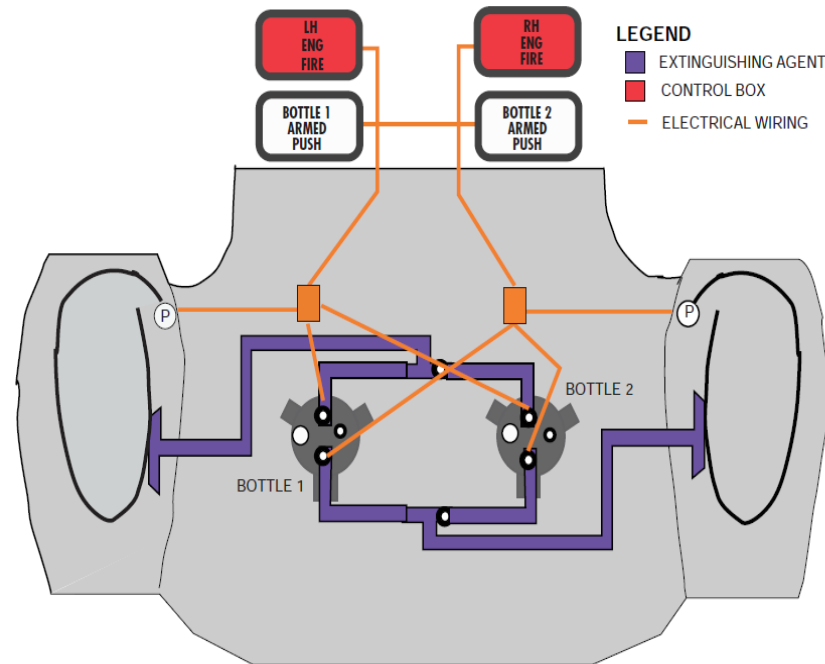 LH
ENG
FIRE
RH
ENG
FIRE
BOTTLE 1
ARMED
PUSH
BOTTLE 2
ARMED
PUSH
LEGEND
EXTINGUISHING AGENT
CONTROL BOX
ELECTRICAL WIRING
P
P
BOTTLE 2
BOTTLE 1